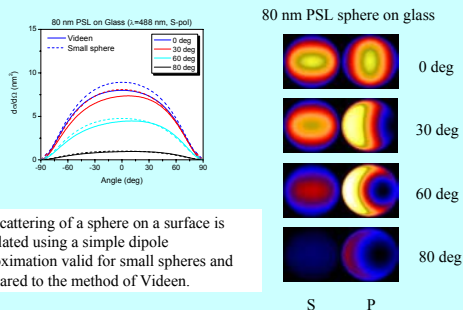 80 nm PSL on Glass (λ=488 nm, S-pol)
Videen
Small sphere
0 deg
30 deg
60 deg
80 deg
dσ/dΩ (nm²)
15
10
5
0
-90 -60 -30 0 30 60 90
Angle (deg)
cattering of a sphere on a surface is
lated using a simple dipole
oximation valid for small spheres and
ared to the method of Videen.
80 nm PSL sphere on glass
0 deg
30 deg
60 deg
80 deg
S P